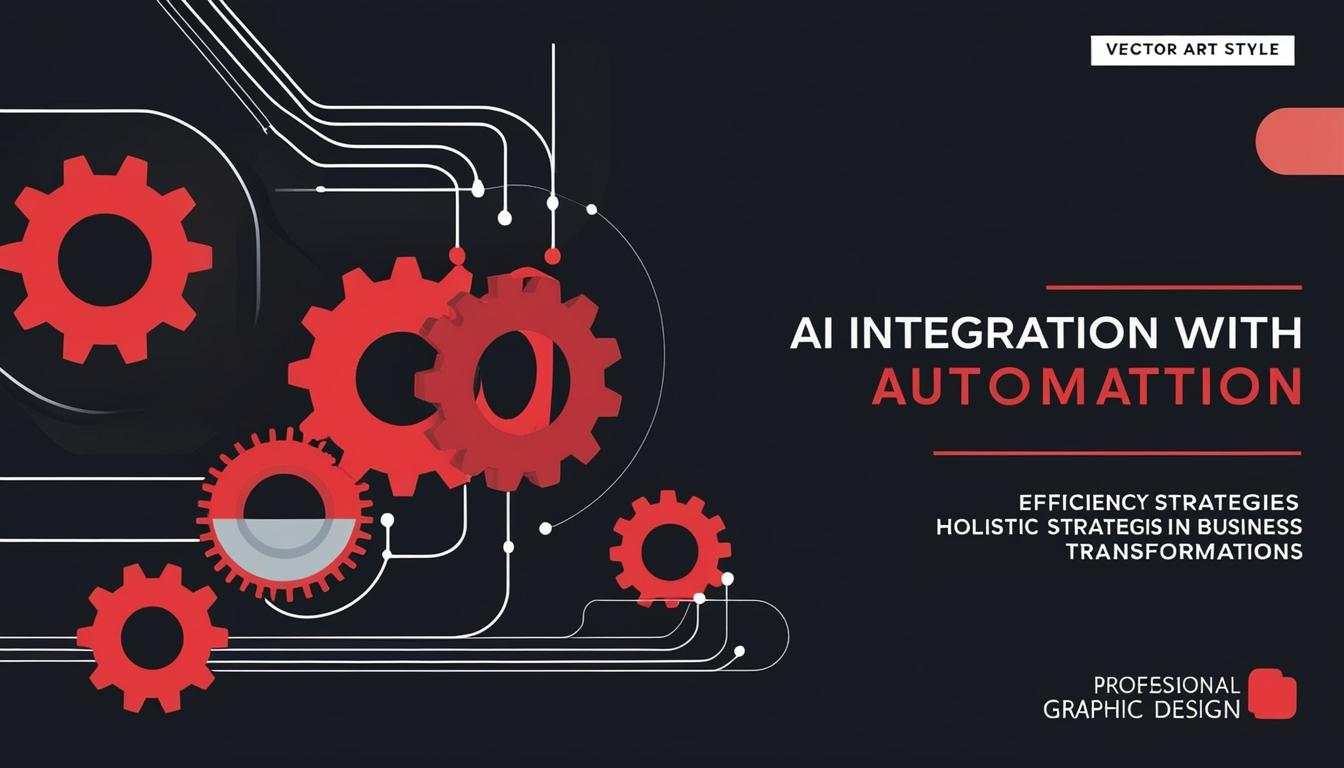 VECTOR ART STYLE
AI INTEGRATION WITH
AUTOMATTION
EFFICIENCY STRATEGIES
HOLISTIC STRATEGIS IN BUSINESS
TRANSFORMATIONS
PROFESIONAL
GRAPHIC DESIGN